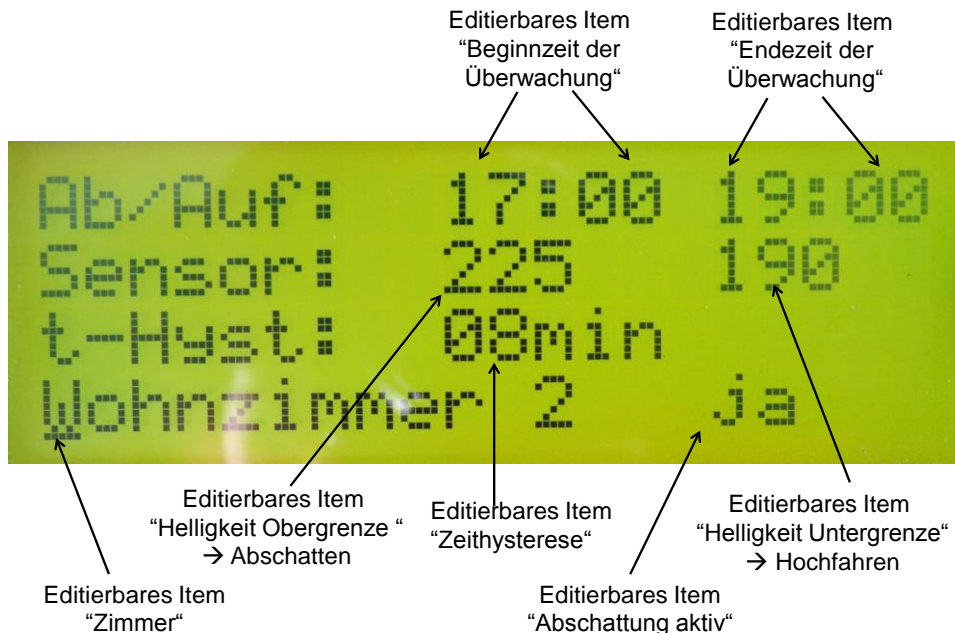 Editierbares Item
“Beginnzeit der
Überwachung“
Editierbares Item
“Endezeit der
Überwachung“
Ab/Auf: 17:00 19:00
Sensor: 225 190
t-Hyst: 08min
Wohnzimmer 2 ja
Editierbares Item
“Helligkeit Obergrenze “
→ Abschatten
Editierbares Item
“Zeithysterese“
Editierbares Item
“Helligkeit Untergrenze“
→ Hochfahren
Editierbares Item
“Zimmer“
Editierbares Item
“Abschattung aktiv“